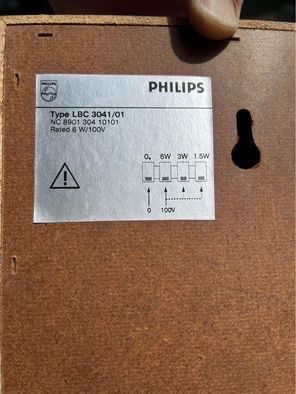 PHILIPS
PHILIPS
Type LBC 3041/01
NC 8901 304 10101
Rated 6 W/100V
0 6W 3W 1.5W
0 100V